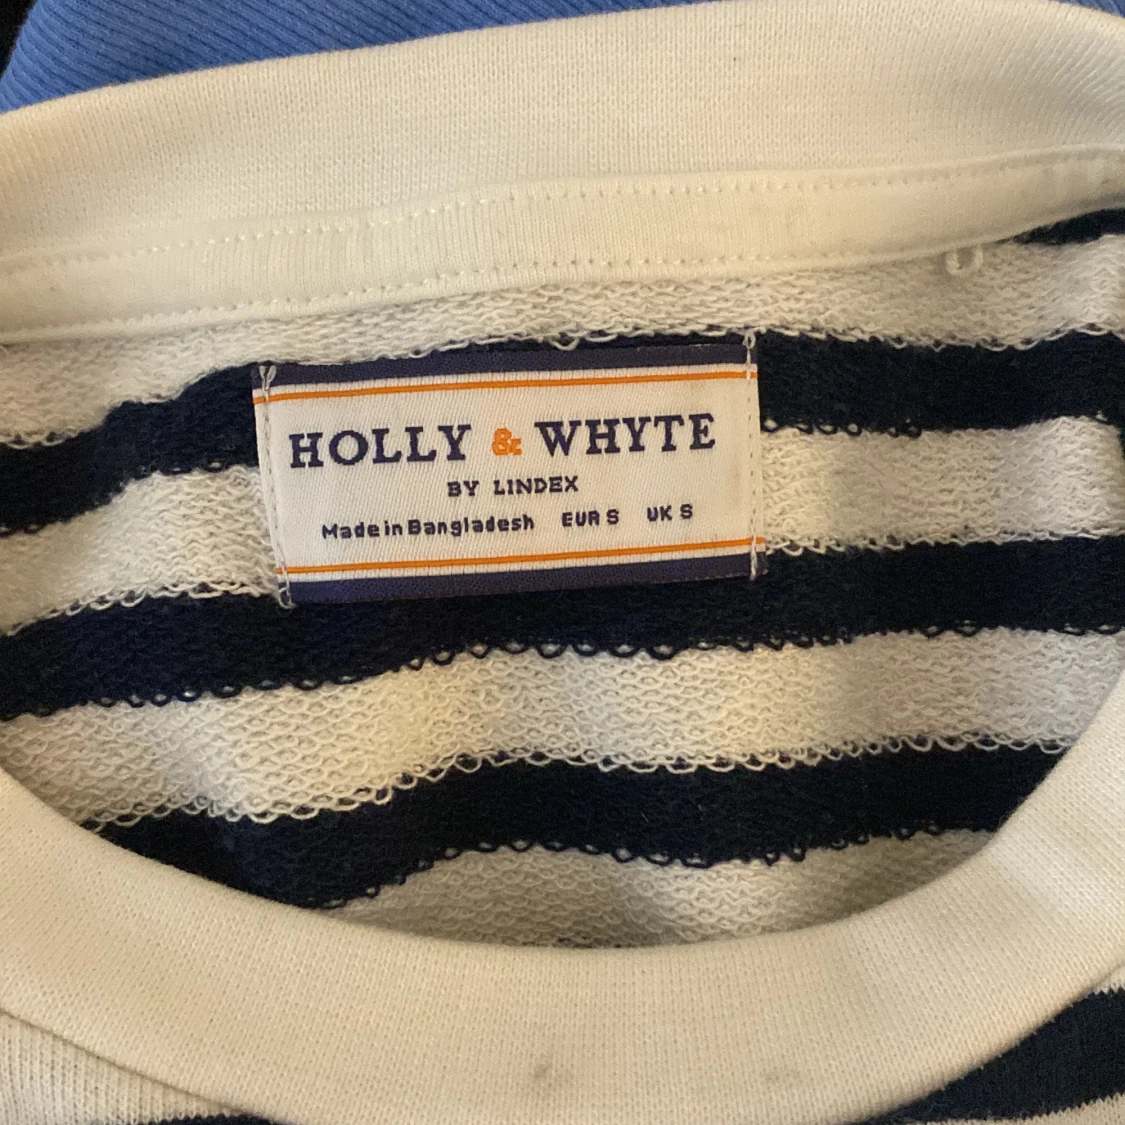 HOLLY & WHYTE
BY LINDEX
Made in Bangladesh EUR S UK S